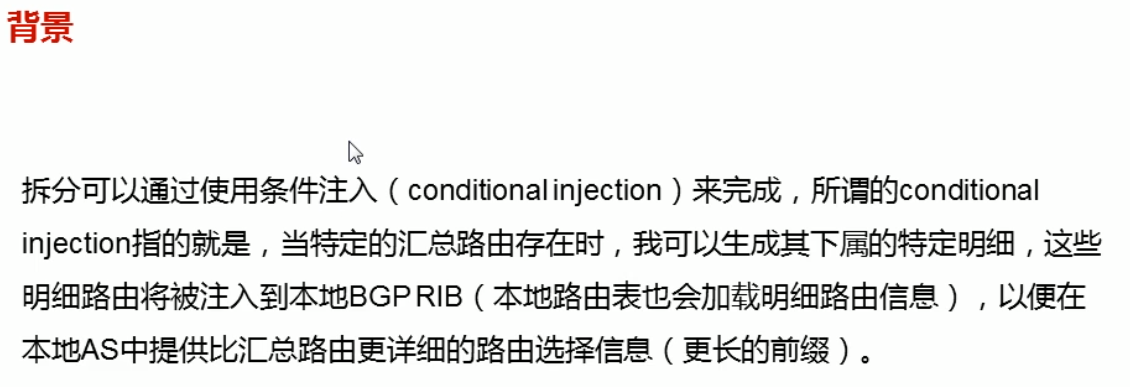 背景
拆分可以通过使用条件注入（conditional injection）来完成，所谓的conditional
injection指的就是，当特定的汇总路由存在时，我可以生成其下属的特定明细，这些
明细路由将被注入到本地BGP RIB（本地路由表也会加载明细路由信息），以便在
本地AS中提供比汇总路由更详细的路由选择信息（更长的前缀）。